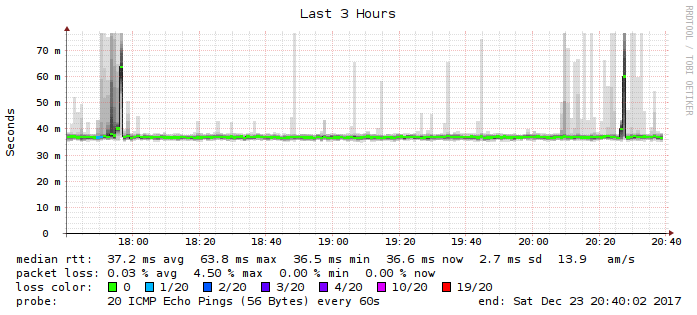 Last 3 Hours
RRDTOOL / TOBI OETIKER
Seconds
70 m
60 m
50 m
40 m
30 m
20 m
10 m
0
18:00 18:20 18:40 19:00 19:20 19:40 20:00 20:20 20:40
median rtt: 37.2 ms avg 63.8 ms max 36.5 ms min 36.6 ms now 2.7 ms sd 13.9 am/s
packet loss: 0.03 % avg 4.50 % max 0.00 % min 0.00 % now
loss color: 0 1/20 2/20 3/20 4/20 10/20 19/20
probe: 20 ICMP Echo Pings (56 Bytes) every 60s end: Sat Dec 23 20:40:02 2017